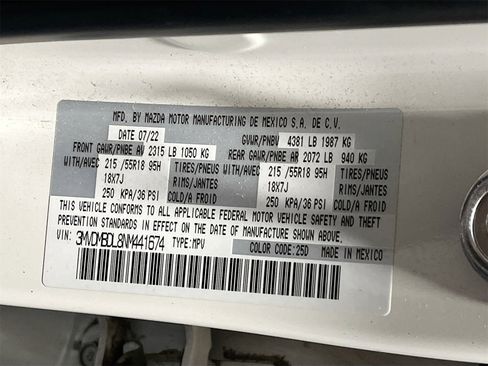 MFD. BY MAZDA MOTOR MANUFACTURING DE MEXICO S.A. DE C.V.
DATE 07/22 GVWR/PNBV 4381 LB 1987 KG
FRONT GAWR/PNBE AV 2315 LB 1050 KG REAR GAWR/PNBE AR 2072 LB 940 KG
WITH/AVEC 215 /55R18 95H TIRES/PNEUS WITH/AVEC 215 /55R18 95H TIRES/PNEUS
18X7J RIMS/JANTES 18X7J RIMS/JANTES
250 KPA/36 PSI COLD/A FROID 250 KPA/36 PSI COLD/A FROID
THIS VEHICLE CONFORMS TO ALL APPLICABLE FEDERAL MOTOR VEHICLE SAFETY AND THEFT
PREVENTION STANDARDS IN EFFECT ON THE DATE OF MANUFACTURE SHOWN ABOVE.
VIN: 3MVDMBDL8NM441674 TYPE:MPV COLOR CODE:25D MADE IN MEXICO